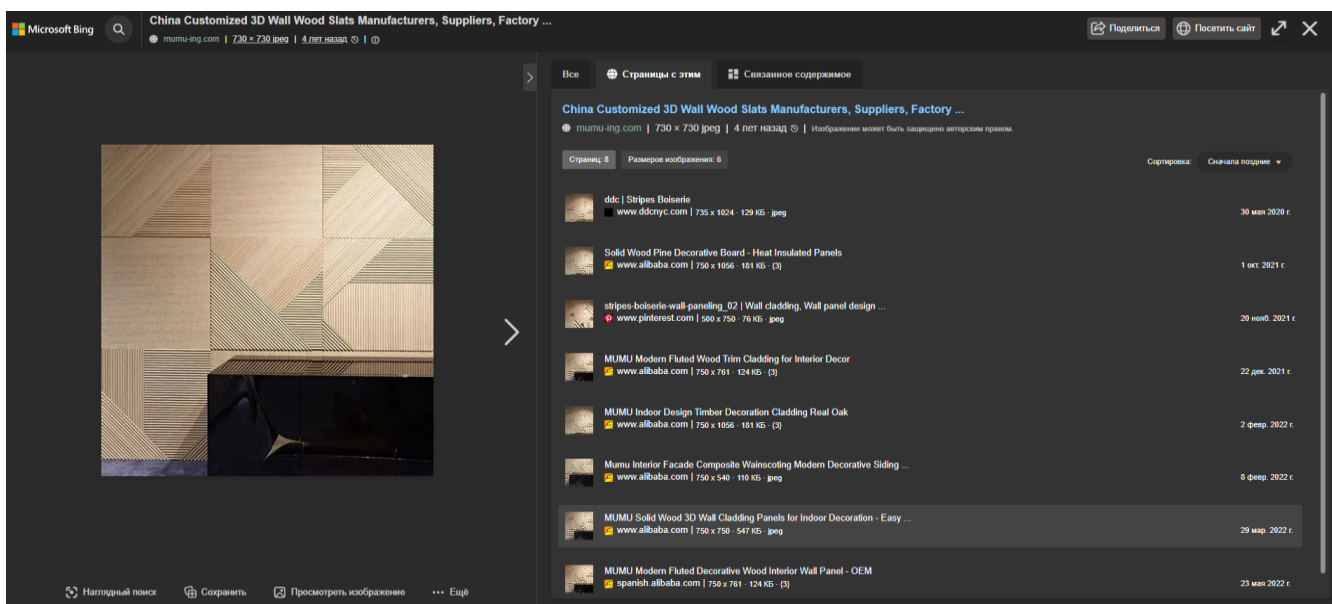 Microsoft Bing
China Customized 3D Wall Wood Slats Manufacturers, Suppliers, Factory ...
mumu-ing.com | 730 × 730 jpeg | 4 лет назад
Поделиться
Посетить сайт
Все
Страницы с этим
Связанное содержимое
China Customized 3D Wall Wood Slats Manufacturers, Suppliers, Factory ...
mumu-ing.com | 730 × 730 jpeg | 4 лет назад | Изображение может быть защищено авторским правом.
Страниц: 8
Размеров изображения: 6
Сортировка:
Сначала поздние
ddc | Stripes Boiserie
www.ddcnyc.com | 735 x 1024 · 129 КБ · jpeg
30 мая 2020 г.
Solid Wood Pine Decorative Board - Heat Insulated Panels
www.alibaba.com | 750 x 1056 · 181 КБ · {3}
1 окт. 2021 г.
stripes-boiserie-wall-paneling_02 | Wall cladding, Wall panel design ...
www.pinterest.com | 500 x 750 · 76 КБ · jpeg
20 нояб. 2021 г.
MUMU Modern Fluted Wood Trim Cladding for Interior Decor
www.alibaba.com | 750 x 761 · 124 КБ · {3}
22 дек. 2021 г.
MUMU Indoor Design Timber Decoration Cladding Real Oak
www.alibaba.com | 750 x 1056 · 181 КБ · {3}
2 февр. 2022 г.
Mumu Interior Facade Composite Wainscoting Modern Decorative Siding ...
www.alibaba.com | 750 x 540 · 110 КБ · jpeg
8 февр. 2022 г.
MUMU Solid Wood 3D Wall Cladding Panels for Indoor Decoration - Easy ...
www.alibaba.com | 750 x 750 · 547 КБ · jpeg
29 мар. 2022 г.
MUMU Modern Fluted Decorative Wood Interior Wall Panel - OEM
spanish.alibaba.com | 750 x 761 · 124 КБ · {3}
23 мая 2022 г.
Наглядный поиск
Сохранить
Просмотреть изображение
Ещё